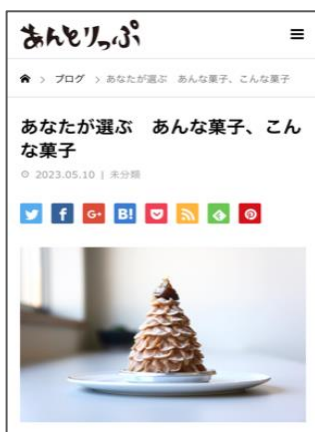 あんとりっぷ
ブログ > あなたが選ぶ あんな菓子、こんな菓子
あなたが選ぶ あんな菓子、こん
な菓子
2023.05.10 | 未分類
f G+ B!